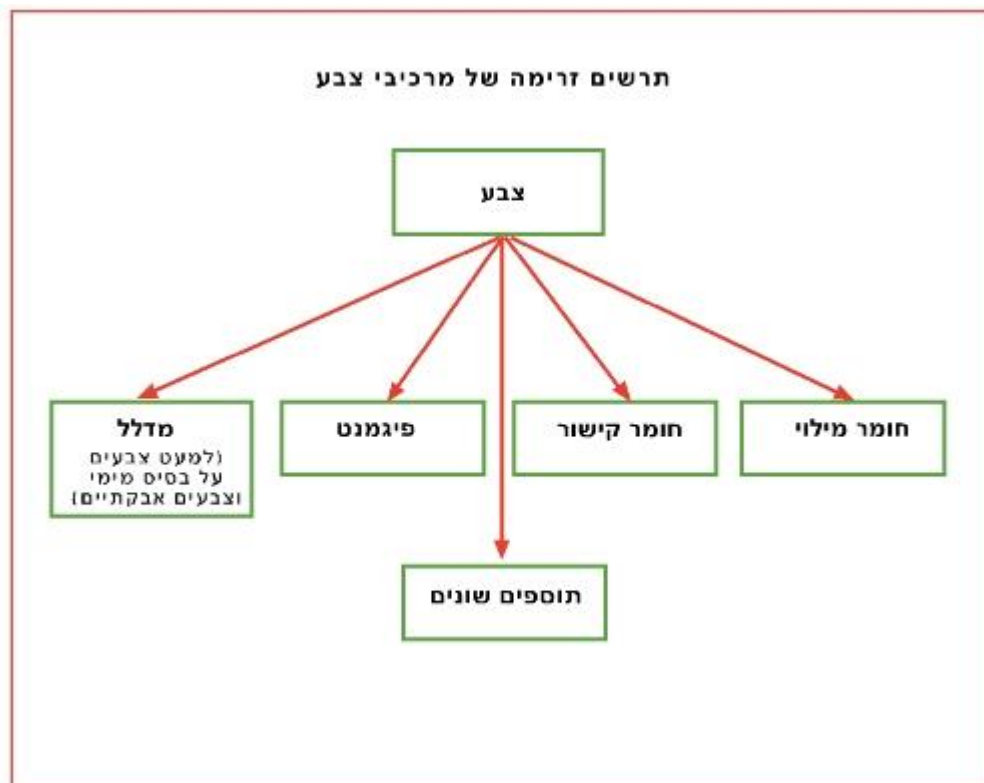 תרשים זרימה של מרכיבי צבע
צבע
חומר מילוי
חומר קישור
פיגמנט
מדלל
(למעט צבעים
על בסיס מימי
וצבעים אבקתיים)
תוספים שונים